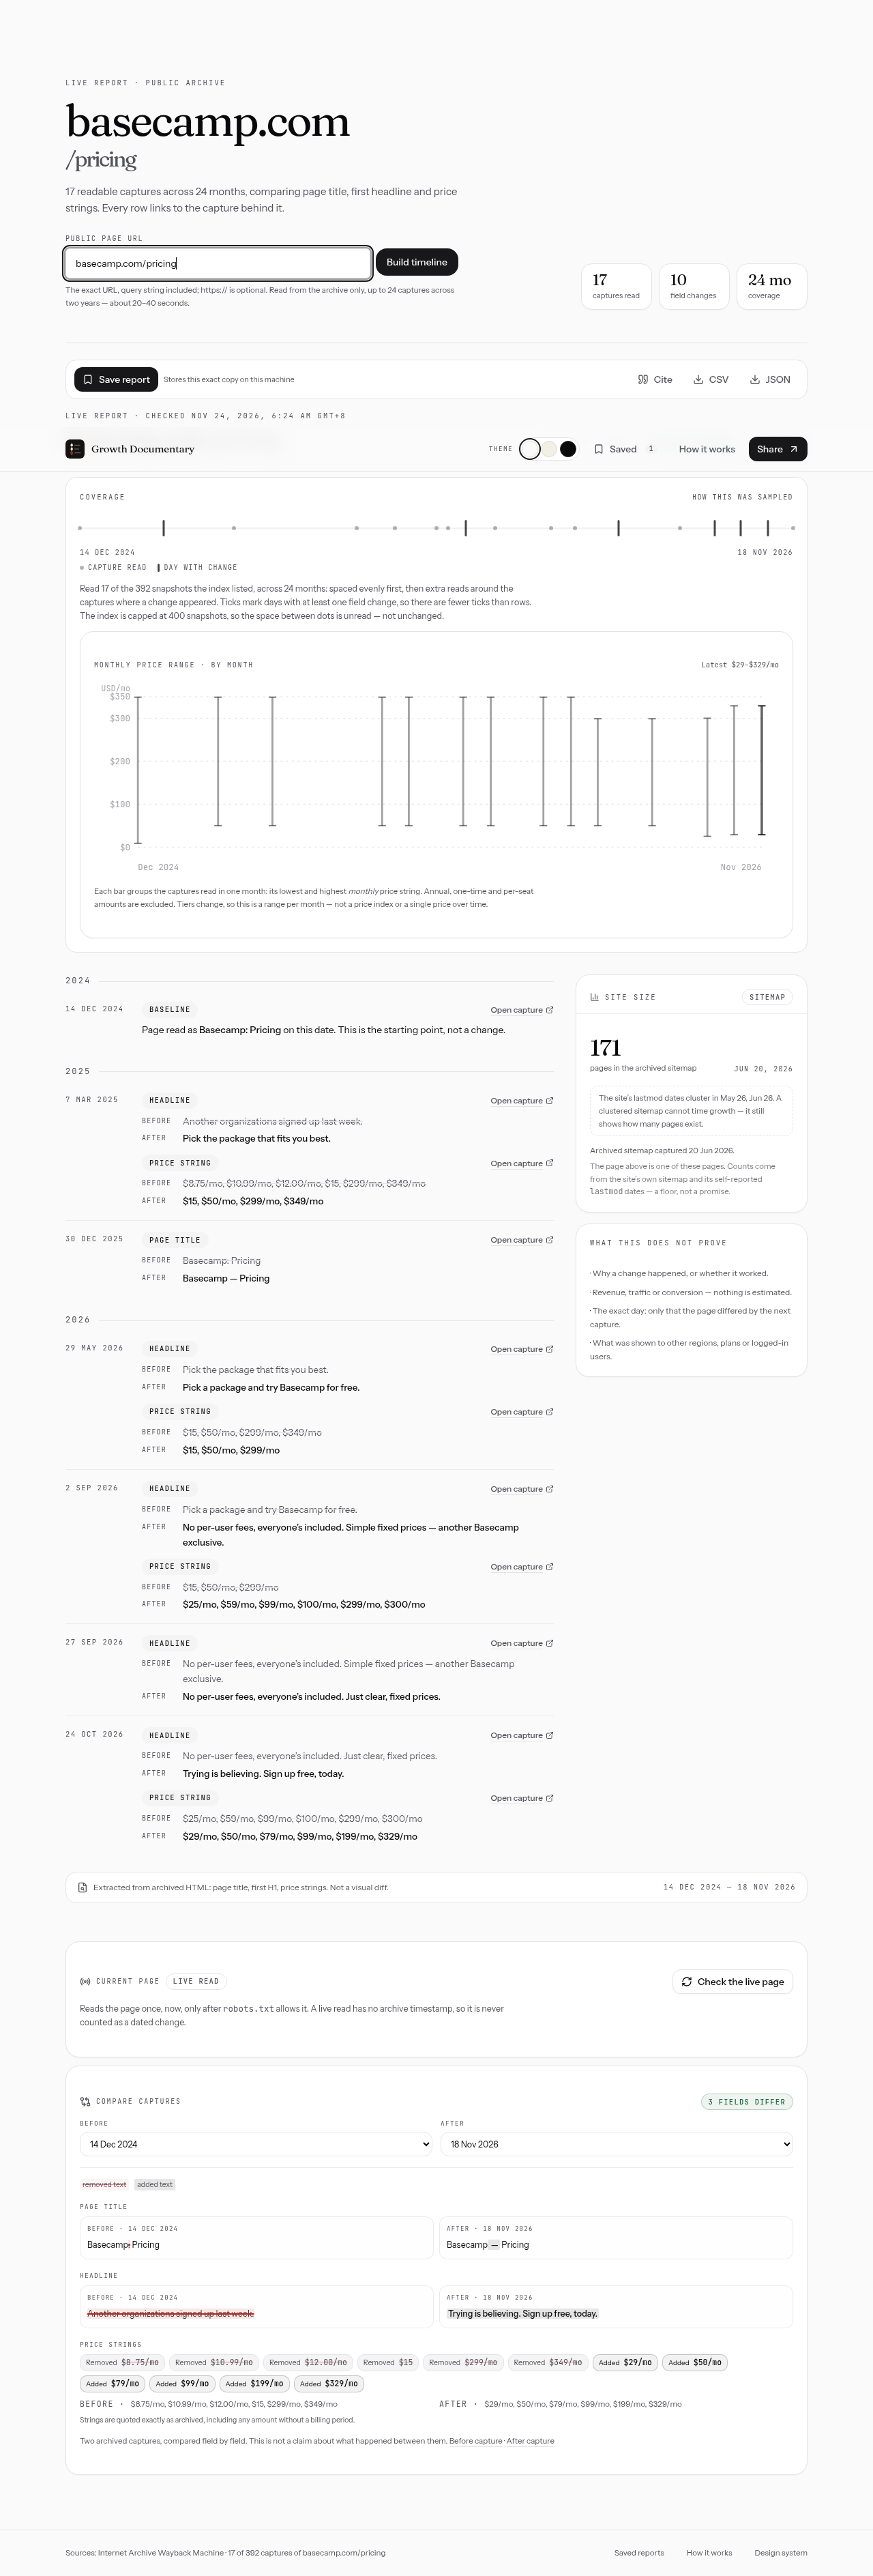 LIVE REPORT · PUBLIC ARCHIVE
basecamp.com
/pricing
17 readable captures across 24 months, comparing page title, first headline and price
strings. Every row links to the capture behind it.
PUBLIC PAGE URL
basecamp.com/pricing
Build timeline
The exact URL, query string included; https:// is optional. Read from the archive only, up to 24 captures across
two years — about 20–40 seconds.
17
captures read
10
field changes
24 mo
coverage
Save report
Stores this exact copy on this machine
Cite
CSV
JSON
LIVE REPORT · CHECKED NOV 24, 2026, 6:24 AM GMT+8
Growth Documentary
THEME
Saved 1
How it works
Share
COVERAGE
HOW THIS WAS SAMPLED
14 DEC 2024
18 NOV 2026
CAPTURE READ
DAY WITH CHANGE
Read 17 of the 392 snapshots the index listed, across 24 months: spaced evenly first, then extra reads around the
captures where a change appeared. Ticks mark days with at least one field change, so there are fewer ticks than rows.
The index is capped at 400 snapshots, so the space between dots is unread — not unchanged.
MONTHLY PRICE RANGE · BY MONTH
Latest $29–$329/mo
USD/mo
$350
$300
$200
$100
$0
Dec 2024
Nov 2026
Each bar groups the captures read in one month: its lowest and highest monthly price string. Annual, one-time and per-seat
amounts are excluded. Tiers change, so this is a range per month — not a price index or a single price over time.
2024
14 DEC 2024
BASELINE
Open capture
Page read as Basecamp: Pricing on this date. This is the starting point, not a change.
2025
7 MAR 2025
HEADLINE
Open capture
BEFORE Another organizations signed up last week.
AFTER Pick the package that fits you best.
PRICE STRING
Open capture
BEFORE $8.75/mo, $10.99/mo, $12.00/mo, $15, $299/mo, $349/mo
AFTER $15, $50/mo, $299/mo, $349/mo
30 DEC 2025
PAGE TITLE
Open capture
BEFORE Basecamp: Pricing
AFTER Basecamp — Pricing
2026
29 MAY 2026
HEADLINE
Open capture
BEFORE Pick the package that fits you best.
AFTER Pick a package and try Basecamp for free.
PRICE STRING
Open capture
BEFORE $15, $50/mo, $299/mo, $349/mo
AFTER $15, $50/mo, $299/mo
2 SEP 2026
HEADLINE
Open capture
BEFORE Pick a package and try Basecamp for free.
AFTER No per-user fees, everyone's included. Simple fixed prices — another Basecamp
exclusive.
PRICE STRING
Open capture
BEFORE $15, $50/mo, $299/mo
AFTER $25/mo, $59/mo, $99/mo, $100/mo, $299/mo, $300/mo
27 SEP 2026
HEADLINE
Open capture
BEFORE No per-user fees, everyone's included. Simple fixed prices — another Basecamp
exclusive.
AFTER No per-user fees, everyone's included. Just clear, fixed prices.
24 OCT 2026
HEADLINE
Open capture
BEFORE No per-user fees, everyone's included. Just clear, fixed prices.
AFTER Trying is believing. Sign up free, today.
PRICE STRING
Open capture
BEFORE $25/mo, $59/mo, $99/mo, $100/mo, $299/mo, $300/mo
AFTER $29/mo, $50/mo, $79/mo, $99/mo, $199/mo, $329/mo
SITE SIZE
SITEMAP
171
pages in the archived sitemap
JUN 20, 2026
The site's lastmod dates cluster in May 26, Jun 26. A
clustered sitemap cannot time growth — it still
shows how many pages exist.
Archived sitemap captured 20 Jun 2026.
The page above is one of these pages. Counts come
from the site's own sitemap and its self-reported
lastmod dates — a floor, not a promise.
WHAT THIS DOES NOT PROVE
· Why a change happened, or whether it worked.
· Revenue, traffic or conversion — nothing is estimated.
· The exact day: only that the page differed by the next
capture.
· What was shown to other regions, plans or logged-in
users.
Extracted from archived HTML: page title, first H1, price strings. Not a visual diff.
14 DEC 2024 — 18 NOV 2026
CURRENT PAGE
LIVE READ
Check the live page
Reads the page once, now, only after robots.txt allows it. A live read has no archive timestamp, so it is never
counted as a dated change.
COMPARE CAPTURES
3 FIELDS DIFFER
BEFORE
AFTER
14 Dec 2024
18 Nov 2026
removed text
added text
PAGE TITLE
BEFORE · 14 DEC 2024
Basecamp: Pricing
AFTER · 18 NOV 2026
Basecamp — Pricing
HEADLINE
BEFORE · 14 DEC 2024
Another organizations signed up last week.
AFTER · 18 NOV 2026
Trying is believing. Sign up free, today.
PRICE STRINGS
Removed $8.75/mo Removed $10.99/mo Removed $12.00/mo Removed $15 Removed $299/mo Removed $349/mo Added $29/mo Added $50/mo
Added $79/mo Added $99/mo Added $199/mo Added $329/mo
BEFORE · $8.75/mo, $10.99/mo, $12.00/mo, $15, $299/mo, $349/mo
AFTER · $29/mo, $50/mo, $79/mo, $99/mo, $199/mo, $329/mo
Strings are quoted exactly as archived, including any amount without a billing period.
Two archived captures, compared field by field. This is not a claim about what happened between them. Before capture · After capture
Sources: Internet Archive Wayback Machine · 17 of 392 captures of basecamp.com/pricing
Saved reports
How it works
Design system